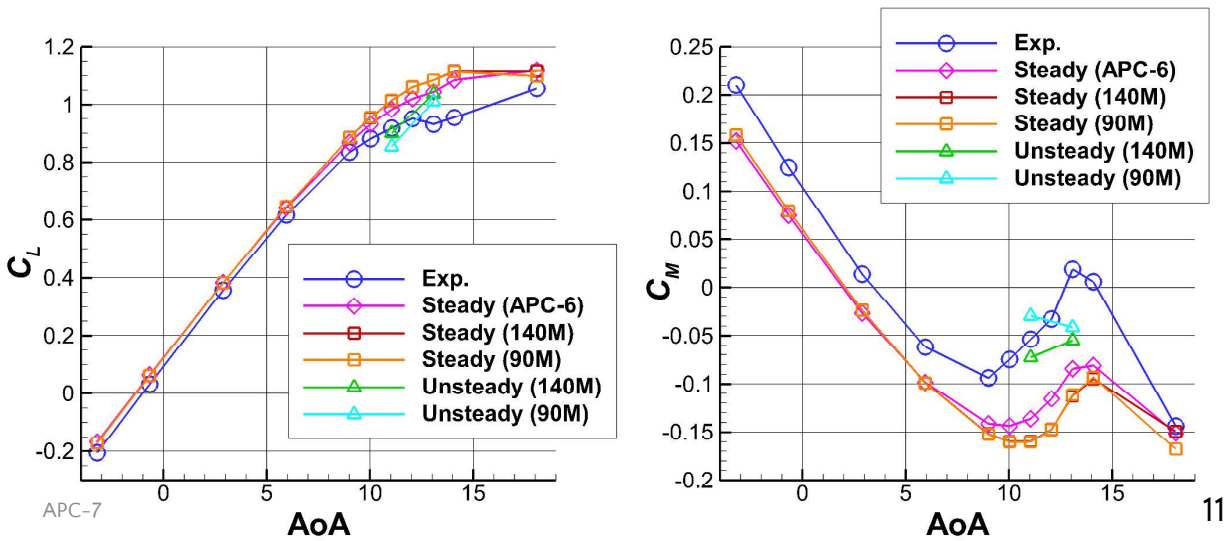 1.2
1
0.8
0.6
0.4
0.2
0
-0.2
C_L
0
5
10
15
AoA
Exp.
Steady (APC-6)
Steady (140M)
Steady (90M)
Unsteady (140M)
Unsteady (90M)
APC-7
0.25
0.2
0.15
0.1
0.05
0
-0.05
-0.1
-0.15
-0.2
C_M
0
5
10
15
AoA
Exp.
Steady (APC-6)
Steady (140M)
Steady (90M)
Unsteady (140M)
Unsteady (90M)
11